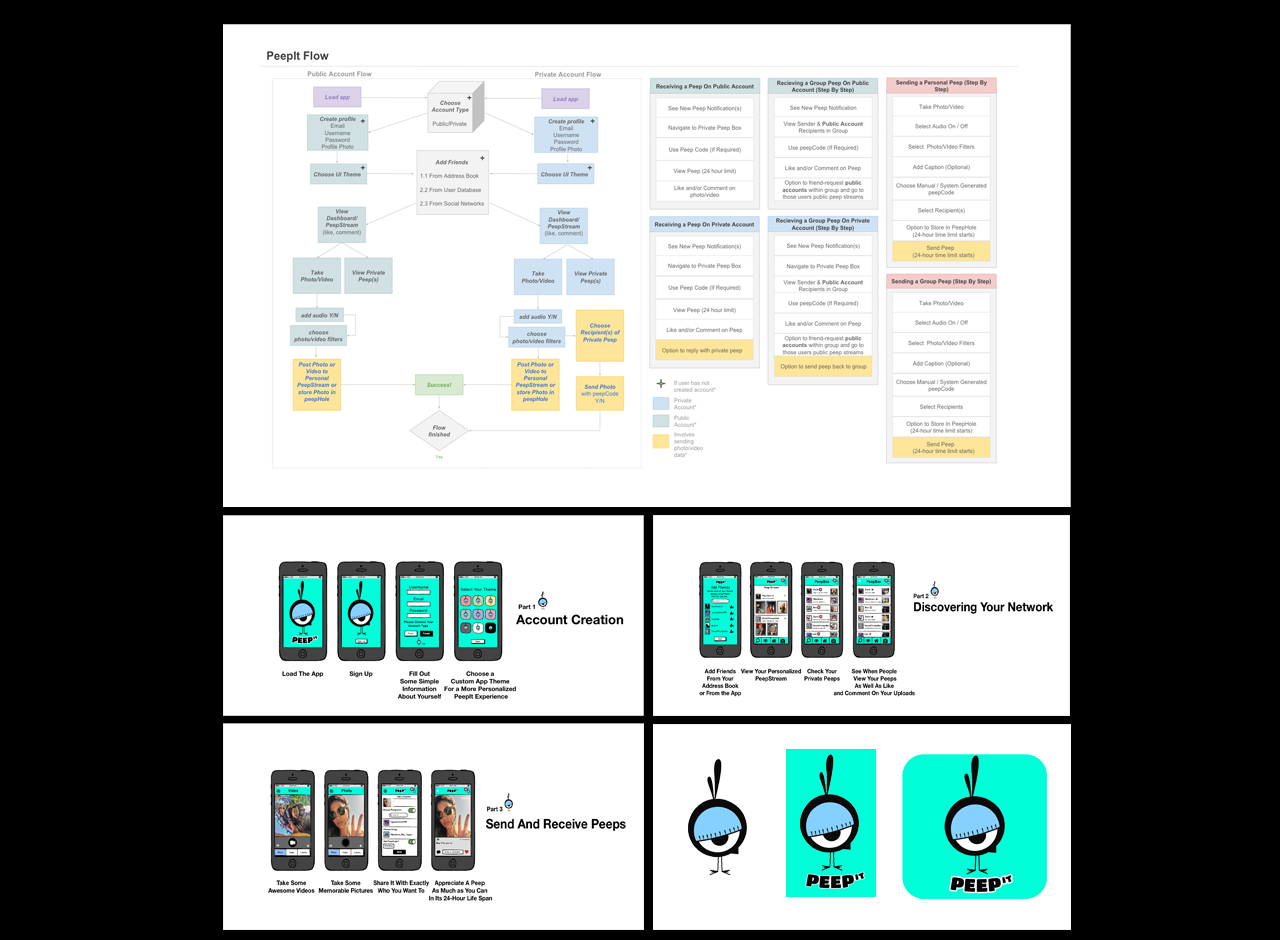 PeepIt Flow
Public Account Flow
Private Account Flow
Load app
Choose
Account Type
Public/Private
Load app
Create profile
Email
Username
Password
Profile Photo
Create profile
Email
Username
Password
Profile Photo
Choose UI Theme
Add Friends
1.1 From Address Book
2.2 From User Database
2.3 From Social Networks
Choose UI Theme
View
Dashboard/
PeepStream
(like, comment)
View
Dashboard/
PeepStream
(like, comment)
Take
Photo/Video
View Private
Peep(s)
Take
Photo/Video
View Private
Peep(s)
add audio Y/N
choose
photo/video filters
add audio Y/N
choose
photo/video filters
Choose
Recipient(s) of
Private Peep
Post Photo or
Video to
Personal
PeepStream or
store Photo in
peepHole
Success!
Post Photo or
Video to
Personal
PeepStream or
store Photo in
peepHole
Send Photo
with peepCode
Y/N
Flow
finished
Yes
Receiving a Peep On Public Account
See New Peep Notification(s)
Navigate to Private Peep Box
Use Peep Code (If Required)
View Peep (24 hour limit)
Like and/or Comment on
photo/video
Recieving a Group Peep On Public
Account (Step By Step)
See New Peep Notification
View Sender & Public Account
Recipients in Group
Use peepCode (If Required)
Like and/or Comment on Peep
Option to friend-request public
accounts within group and go to
those users public peep streams
Sending a Personal Peep (Step By
Step)
Take Photo/Video
Select Audio On / Off
Select Photo/Video Filters
Add Caption (Optional)
Choose Manual / System Generated
peepCode
Select Recipient(s)
Option to Store In PeepHole
(24-hour time limit starts)
Send Peep
(24-hour time limit starts)
Receiving a Peep On Private Account
See New Peep Notification(s)
Navigate to Private Peep Box
Use Peep Code (If Required)
View Peep (24 hour limit)
Like and/or Comment on Peep
Option to reply with private peep
Recieving a Group Peep On Private
Account (Step By Step)
See New Peep Notification(s)
Navigate to Private Peep Box
View Sender & Public Account
Recipients in Group
Use peepCode (If Required)
Like and/or Comment on Peep
Option to friend-request public
accounts within group and go to
those users public peep streams
Option to send peep back to group
Sending a Group Peep (Step By Step)
Take Photo/Video
Select Audio On / Off
Select Photo/Video Filters
Add Caption (Optional)
Choose Manual / System Generated
peepCode
Select Recipients
Option to Store In PeepHole
(24-hour time limit starts)
Send Peep
(24-hour time limit starts)
If user has not
created account*
Private
Account*
Public
Account*
Involves
sending
photo/video
data*
PEEP IT
Username
Email
Password
Select Your Theme
Part 1
Account Creation
Load The App
Sign Up
Fill Out
Some Simple
Information
About Yourself
Choose a
Custom App Theme
For a More Personalized
PeepIt Experience
Add Friends
PeepBox
PeepBox
Part 2
Discovering Your Network
Add Friends
From Your
Address Book
or From the App
View Your Personalized
PeepStream
Check Your
Private Peeps
See When People
View Your Peeps
As Well As Like
and Comment On Your Uploads
Video
Photo
Part 3
Send And Receive Peeps
Take Some
Awesome Videos
Take Some
Memorable Pictures
Share It With Exactly
Who You Want To
Appreciate A Peep
As Much as You Can
In Its 24-Hour Life Span
PEEP IT
PEEP IT